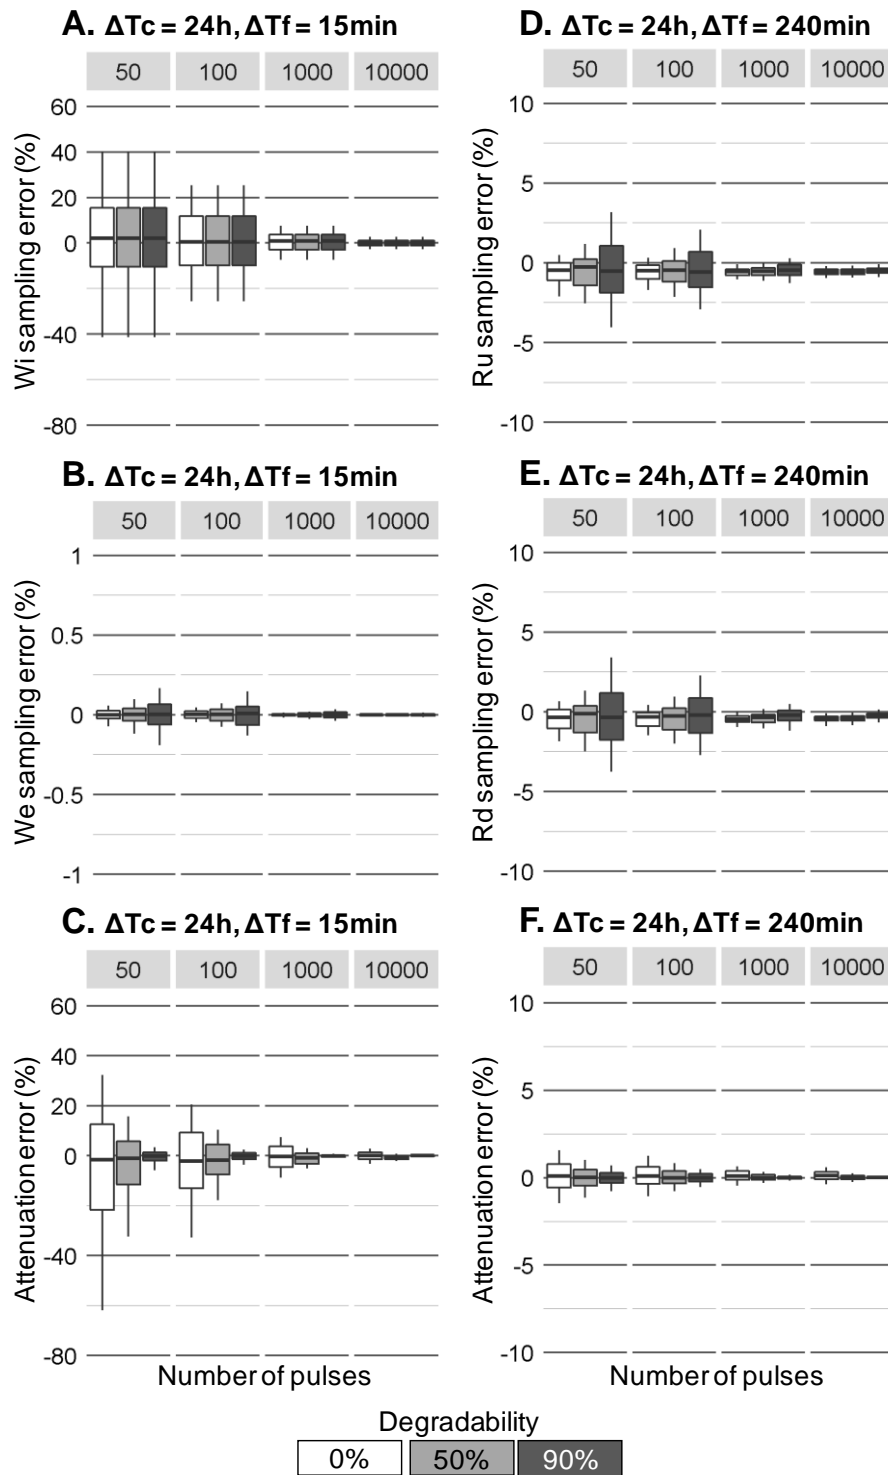 A. ΔTc = 24h, ΔTf = 15min
50 100 1000 10000
60
40
20
0
-40
-80
Wi sampling error (%)
D. ΔTc = 24h, ΔTf = 240min
50 100 1000 10000
10
5
0
-5
-10
Ru sampling error (%)
B. ΔTc = 24h, ΔTf = 15min
50 100 1000 10000
1
0.5
0
-0.5
-1
We sampling error (%)
E. ΔTc = 24h, ΔTf = 240min
50 100 1000 10000
10
5
0
-5
-10
Rd sampling error (%)
C. ΔTc = 24h, ΔTf = 15min
50 100 1000 10000
60
40
20
0
-40
-80
Attenuation error (%)
Number of pulses
F. ΔTc = 24h, ΔTf = 240min
50 100 1000 10000
10
5
0
-5
-10
Attenuation error (%)
Number of pulses
Degradability
0% 50% 90%